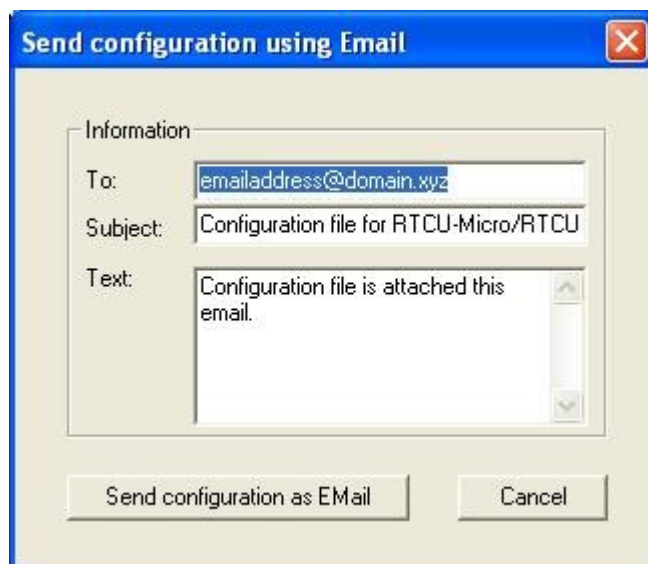 Send configuration using Email
Information
To:
emailaddress@domain.xyz
Subject:
Configuration file for RTCU-Micro/RTCU
Text:
Configuration file is attached this
email.
Send configuration as EMail
Cancel